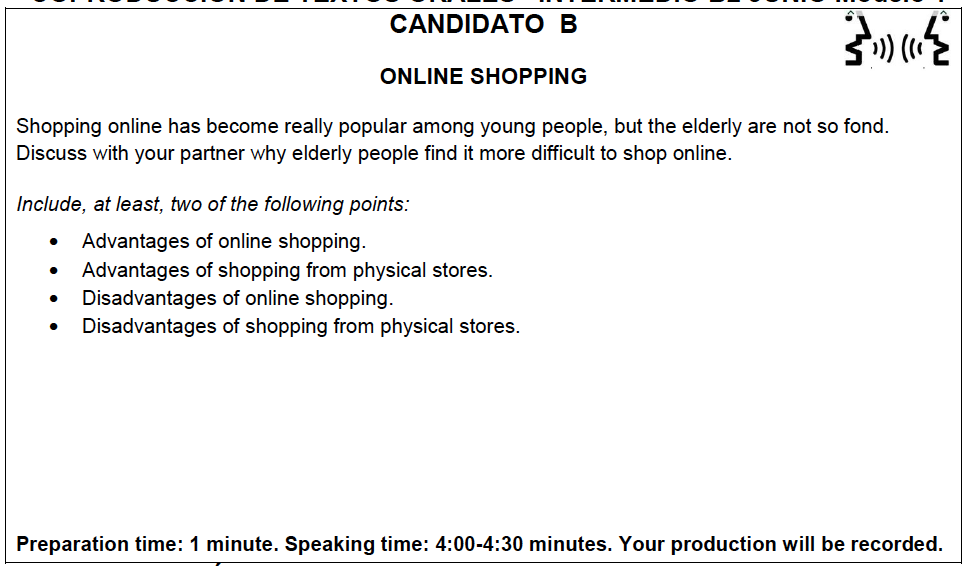 CANDIDATO B
ONLINE SHOPPING
Shopping online has become really popular among young people, but the elderly are not so fond.
Discuss with your partner why elderly people find it more difficult to shop online.
Include, at least, two of the following points:
• Advantages of online shopping.
• Advantages of shopping from physical stores.
• Disadvantages of online shopping.
• Disadvantages of shopping from physical stores.
Preparation time: 1 minute. Speaking time: 4:00-4:30 minutes. Your production will be recorded.